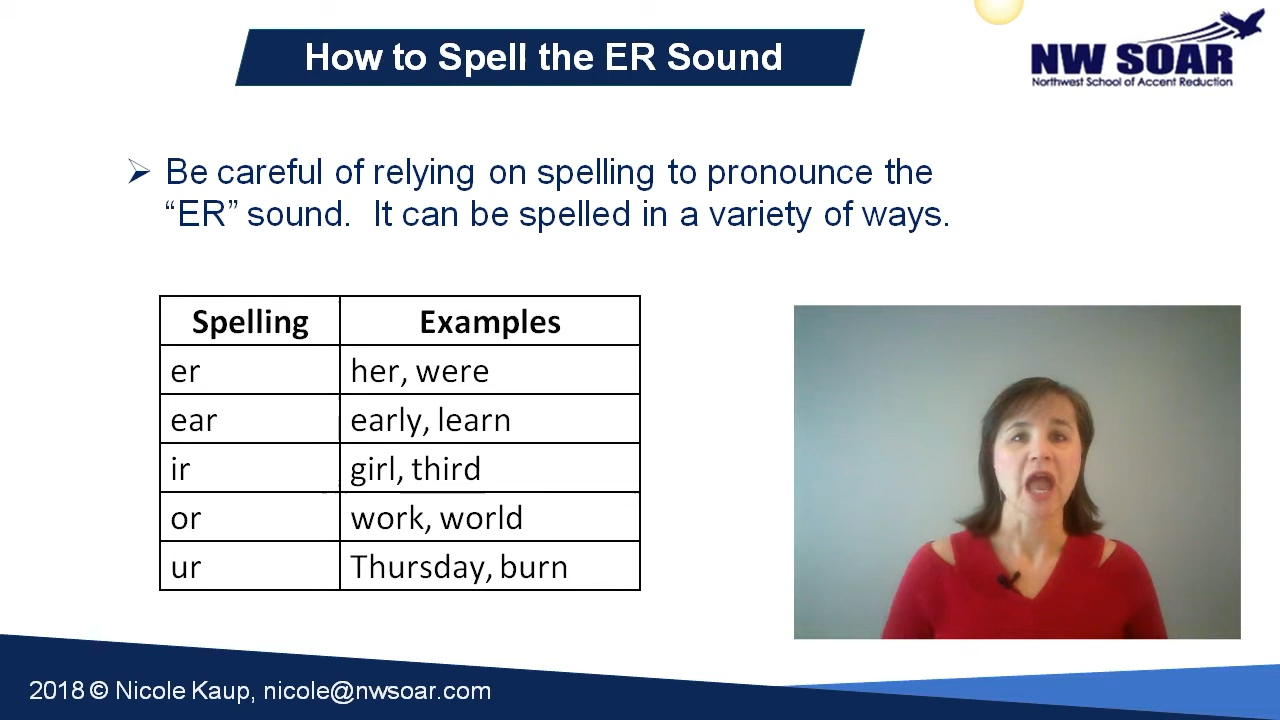 How to Spell the ER Sound
NW SOAR
Northwest School of Accent Reduction
➢ Be careful of relying on spelling to pronounce the
“ER” sound. It can be spelled in a variety of ways.
Spelling Examples
er her, were
ear early, learn
ir girl, third
or work, world
ur Thursday, burn
2018 © Nicole Kaup, nicole@nwsoar.com